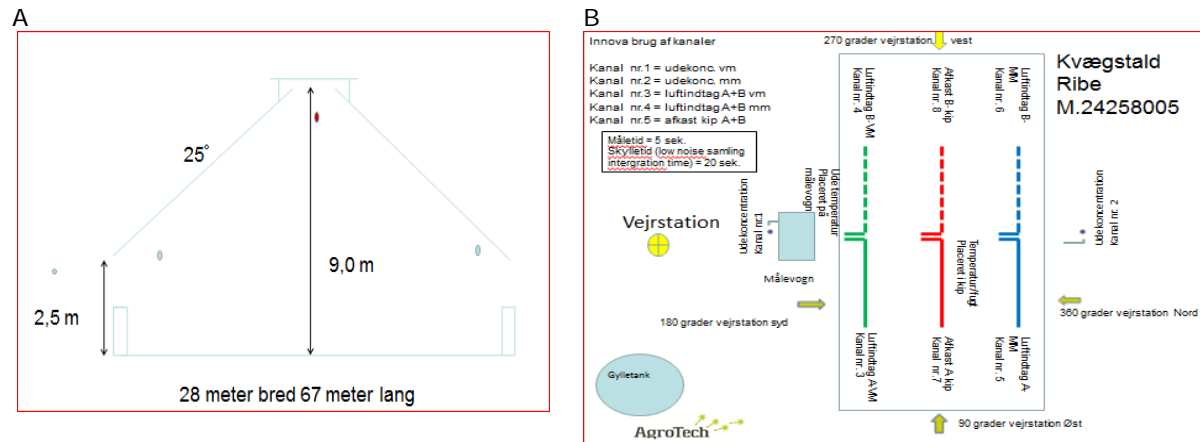 A
25°
9,0 m
2,5 m
28 meter bred 67 meter lang
B
Innova brug af kanaler
Kanal nr.1 = udekonc. vm
Kanal nr.2 = udekonc. mm
Kanal nr.3 = luftindtag A+B vm
Kanal nr.4 = luftindtag A+B mm
Kanal nr.5 = afkast kip A+B
Måletid = 5 sek.
Skylletid (low noise samling
intergration time) = 20 sek.
270 grader vejrstation, vest
Kvægstald
Ribe
M.24258005
Luftindtag B-VM
Kanal nr. 4
Afkast B- kip
Kanal nr. 8
Luftindtag B-
MM
Kanal nr. 6
Vejrstation
Udekoncentration
Kanal nr.1
Ude temperatur
Placeret på
målevogn
Målevogn
Temperatur/fugt
Placeret i kip
Udekoncentration
Kanal nr. 2
180 grader vejrstation syd
360 grader vejrstation Nord
Luftindtag A-VM
Kanal nr. 3
Afkast A kip
Kanal nr.7
Luftindtag A-
MM
Kanal nr. 5
Gylletank
AgroTech
90 grader vejrstation Øst